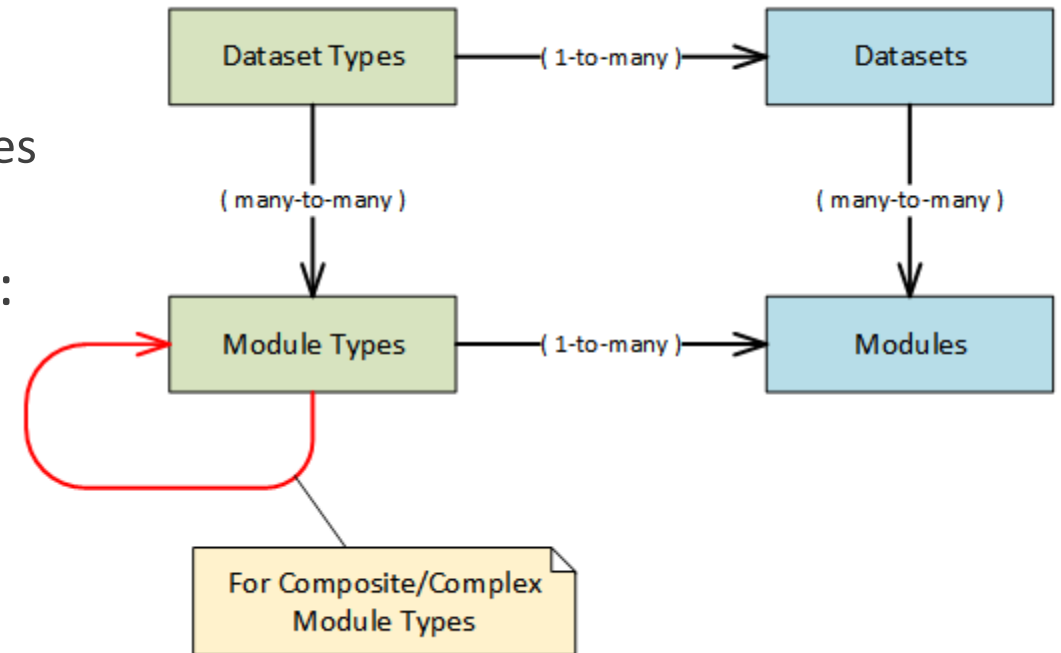 Dataset Types
( 1-to-many )
Datasets
es
( many-to-many )
( many-to-many )
:
Module Types
( 1-to-many )
Modules
For Composite/Complex
Module Types